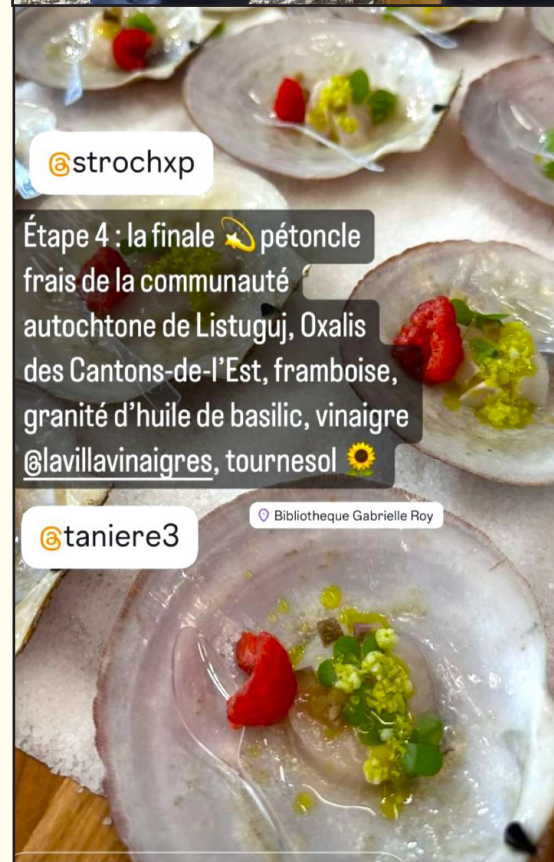 @strochxp
Étape 4 : la finale 💫 pétoncle
frais de la communauté
autochtone de Listuguj, Oxalis
des Cantons-de-l'Est, framboise,
granité d'huile de basilic, vinaigre
@lavillavinaigres, tournesol 🌻
Bibliotheque Gabrielle Roy
@taniere3